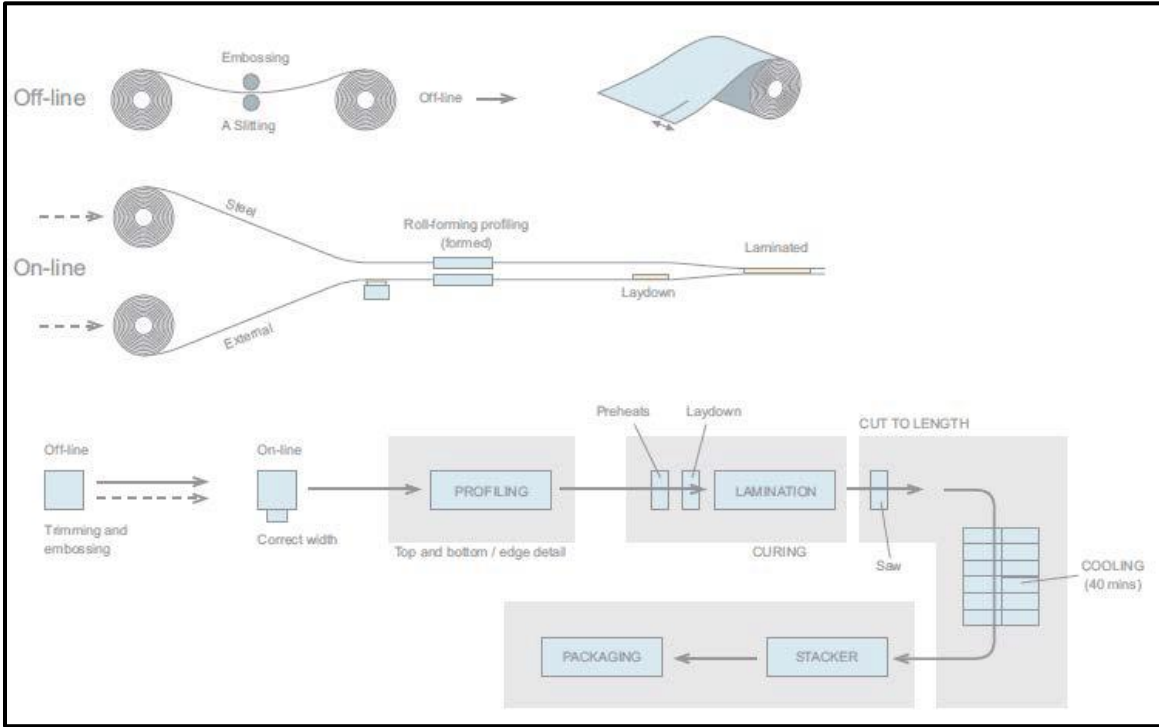 Embossing
Off-line
Off-line
A Slitting
Steel
Roll-forming profiling
(formed)
Laminated
On-line
Laydown
External
Preheats
Laydown
CUT TO LENGTH
Off-line
On-line
PROFILING
LAMINATION
Trimming and
embossing
Correct width
Top and bottom / edge detail
CURING
Saw
COOLING
(40 mins)
PACKAGING
STACKER